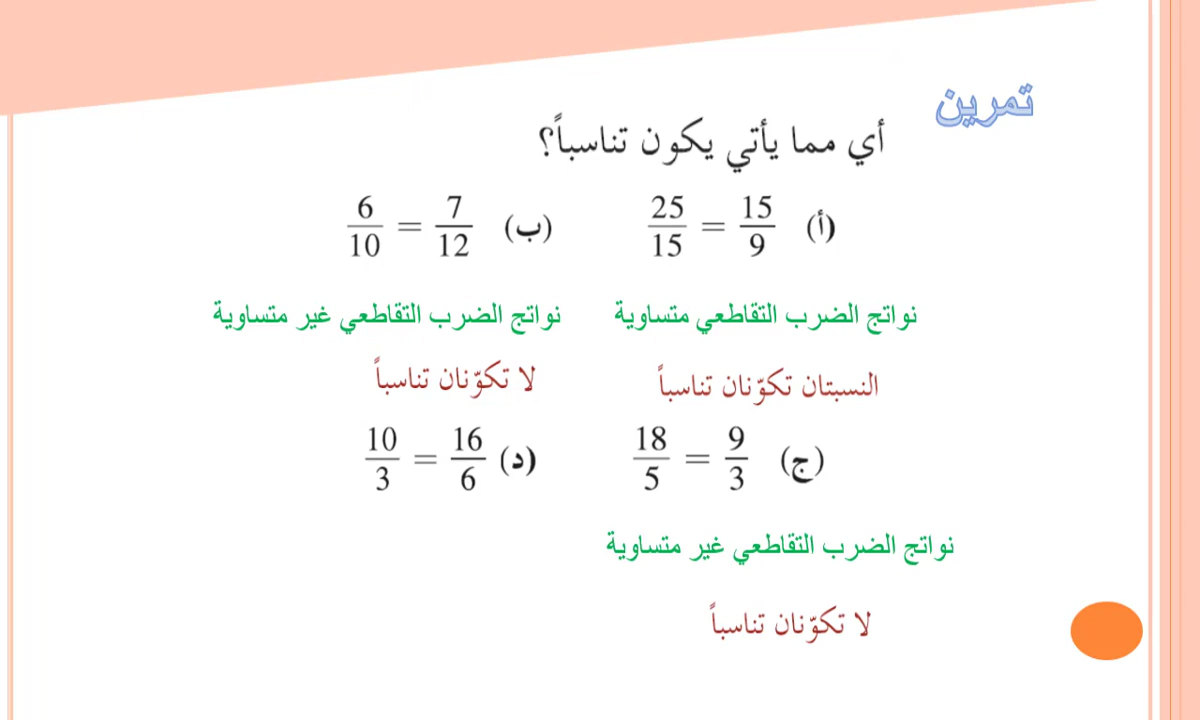 تمرين
أي مما يأتي يكون تناسباً؟
(أ) 15/9 = 25/15
(ب) 7/12 = 6/10
نواتج الضرب التقاطعي متساوية
نواتج الضرب التقاطعي غير متساوية
النسبتان تكوّنان تناسباً
لا تكوّنان تناسباً
(ج) 9/3 = 18/5
(د) 16/6 = 10/3
نواتج الضرب التقاطعي غير متساوية
لا تكوّنان تناسباً